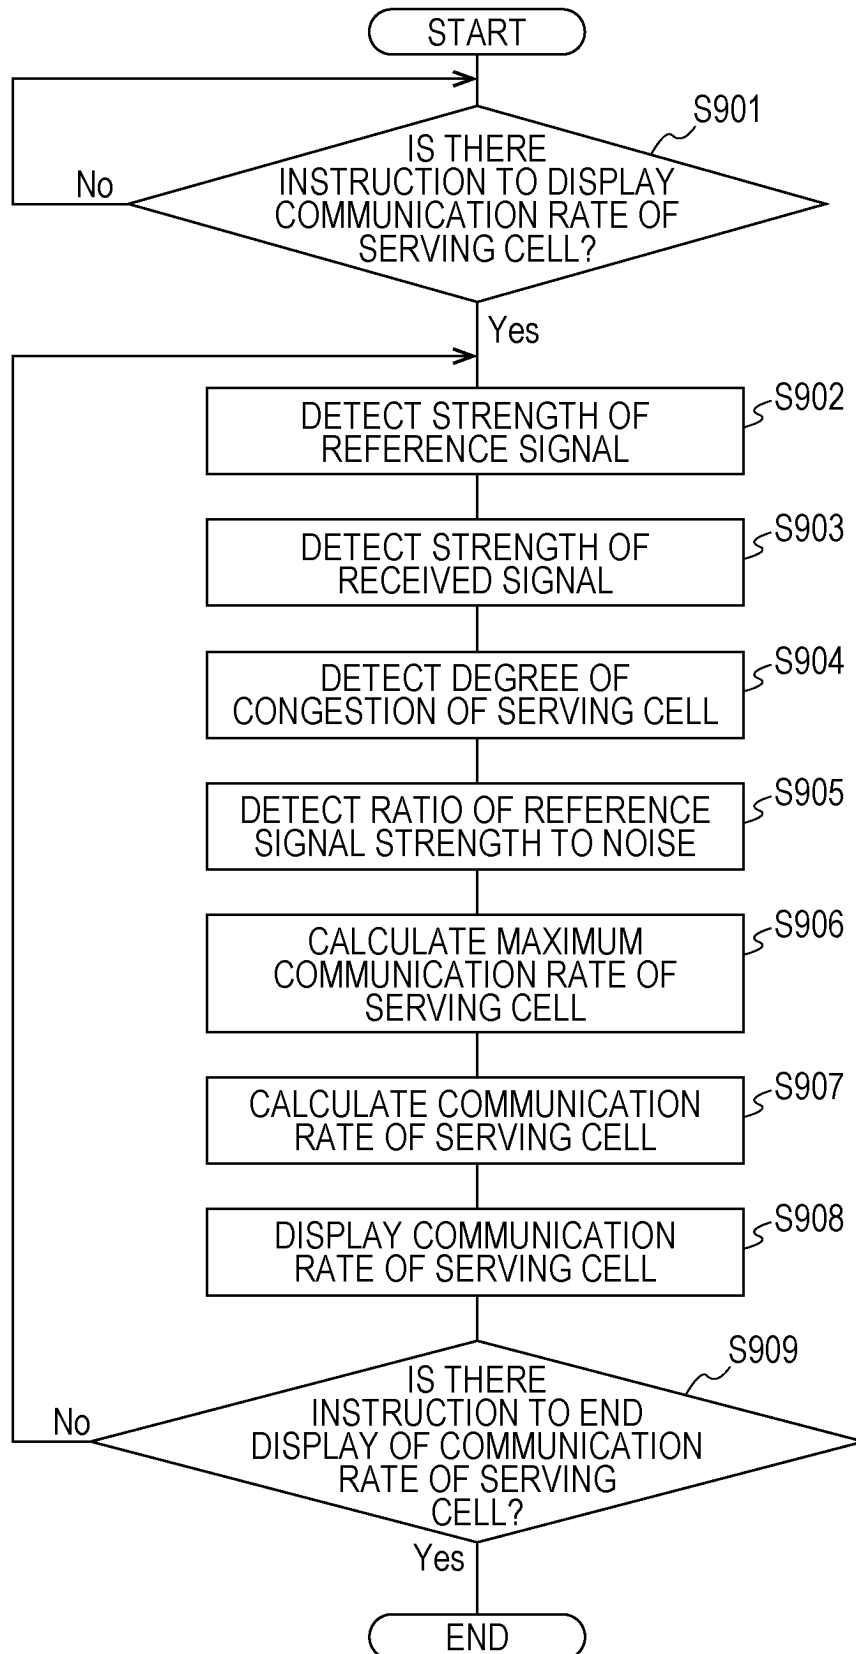 START
S901
IS THERE
INSTRUCTION TO DISPLAY
COMMUNICATION RATE OF
SERVING CELL?
No
Yes
S902
DETECT STRENGTH OF
REFERENCE SIGNAL
S903
DETECT STRENGTH OF
RECEIVED SIGNAL
S904
DETECT DEGREE OF
CONGESTION OF SERVING CELL
S905
DETECT RATIO OF REFERENCE
SIGNAL STRENGTH TO NOISE
S906
CALCULATE MAXIMUM
COMMUNICATION RATE OF
SERVING CELL
S907
CALCULATE COMMUNICATION
RATE OF SERVING CELL
S908
DISPLAY COMMUNICATION
RATE OF SERVING CELL
S909
IS THERE
INSTRUCTION TO END
DISPLAY OF COMMUNICATION
RATE OF SERVING
CELL?
No
Yes
END